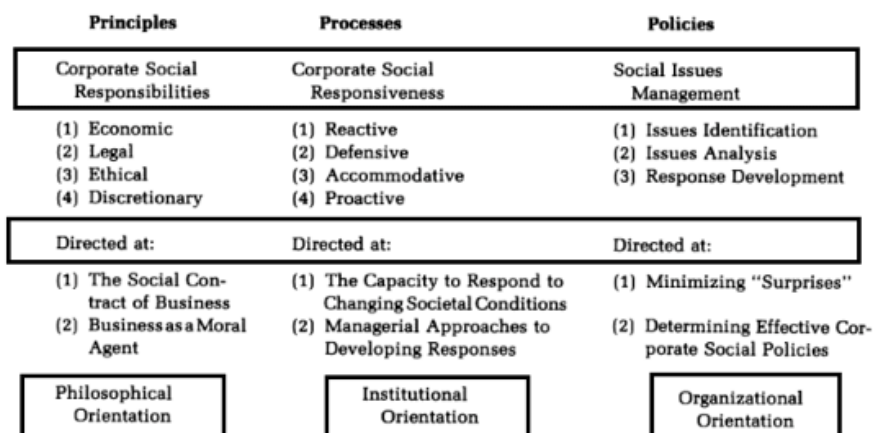 Principles Processes Policies
Corporate Social Responsibilities
Corporate Social Responsiveness
Social Issues Management
(1) Economic
(2) Legal
(3) Ethical
(4) Discretionary
(1) Reactive
(2) Defensive
(3) Accommodative
(4) Proactive
(1) Issues Identification
(2) Issues Analysis
(3) Response Development
Directed at: Directed at: Directed at:
(1) The Social Con-
tract of Business
(2) Business as a Moral
Agent
(1) The Capacity to Respond to
Changing Societal Conditions
(2) Managerial Approaches to
Developing Responses
(1) Minimizing "Surprises"
(2) Determining Effective Cor-
porate Social Policies
Philosophical
Orientation
Institutional
Orientation
Organizational
Orientation